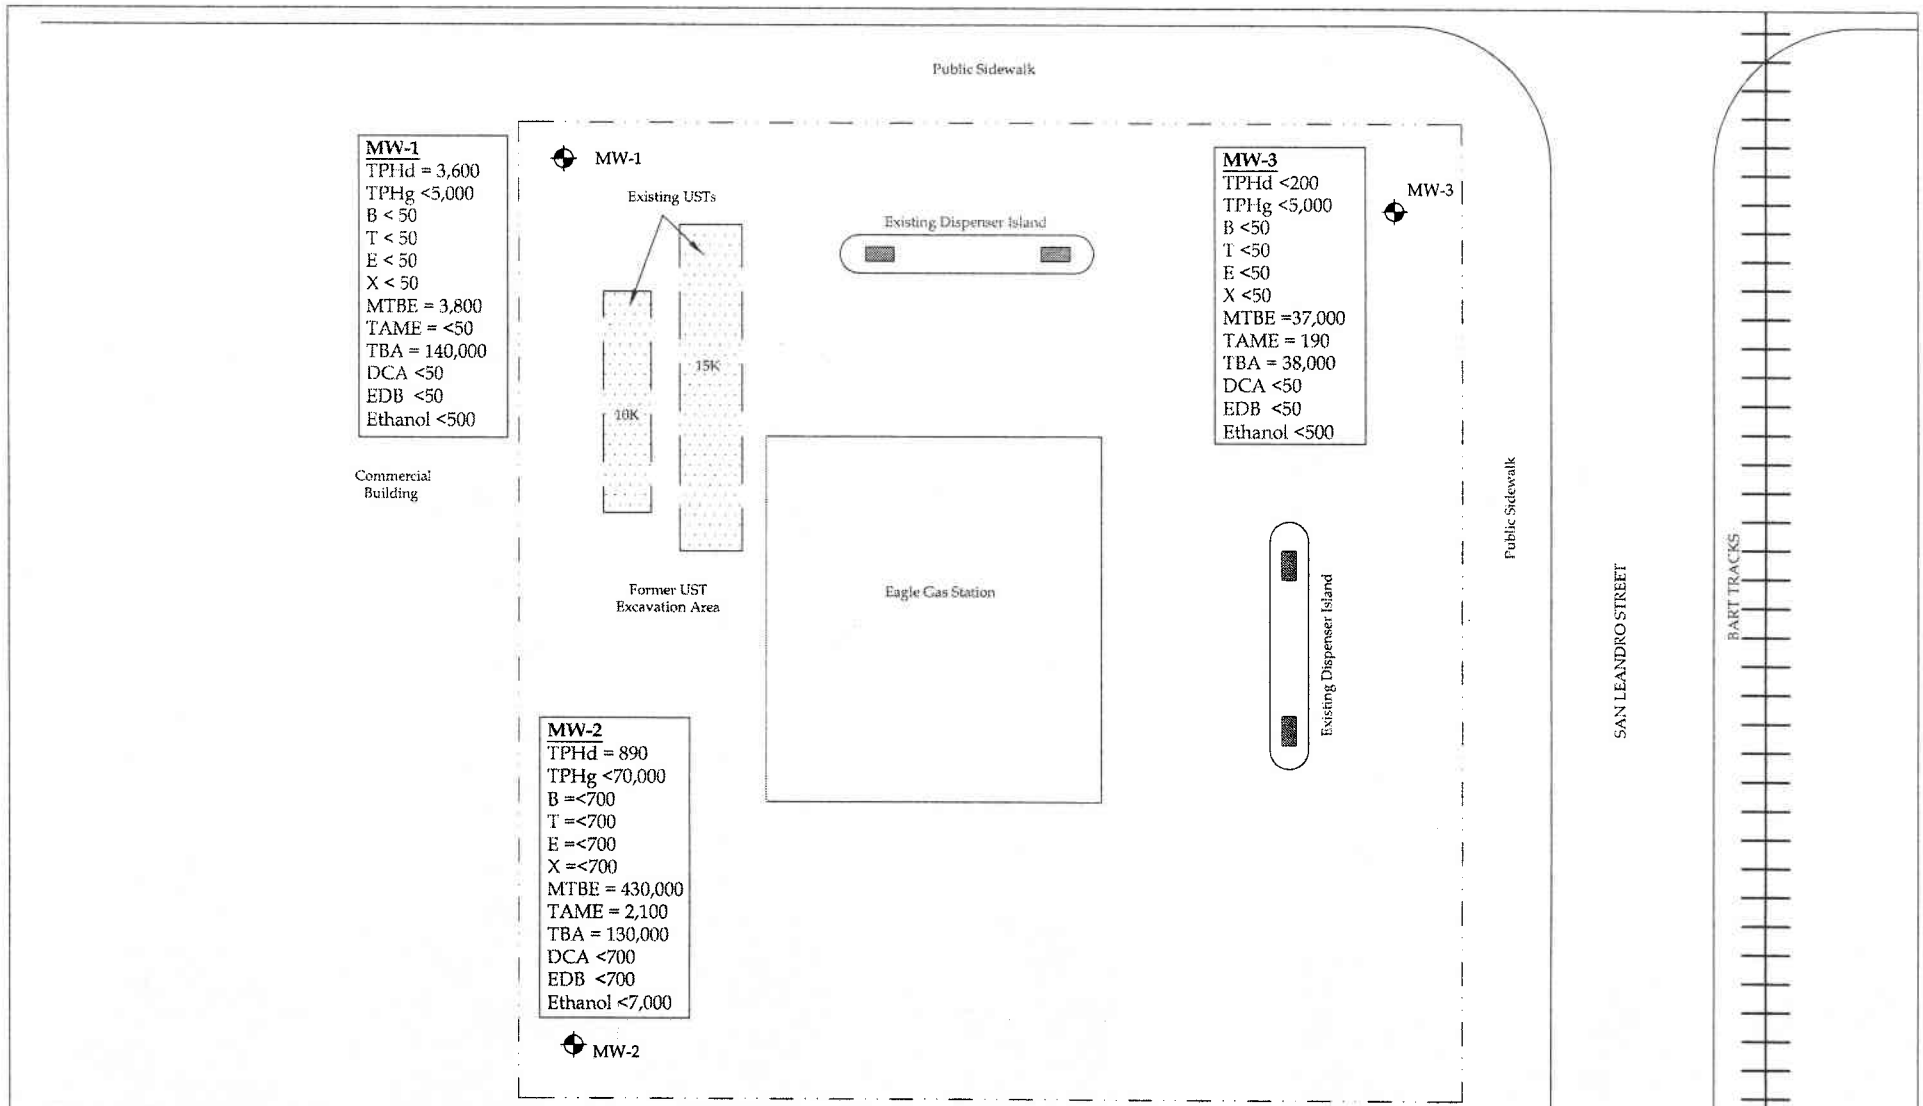 Public Sidewalk
MW-1
TPHd = 3,600
TPHg <5,000
B < 50
T < 50
E < 50
X < 50
MTBE = 3,800
TAME = <50
TBA = 140,000
DCA <50
EDB <50
Ethanol <500
MW-1
Existing USTs
15K
10K
Existing Dispenser Island
MW-3
TPHd <200
TPHg <5,000
B <50
T <50
E <50
X <50
MTBE =37,000
TAME = 190
TBA = 38,000
DCA <50
EDB <50
Ethanol <500
MW-3
Commercial
Building
Former UST
Excavation Area
Eagle Gas Station
Existing Dispenser Island
Public Sidewalk
SAN LEANDRO STREET
BART TRACKS
MW-2
TPHd = 890
TPHg <70,000
B =<700
T =<700
E =<700
X =<700
MTBE = 430,000
TAME = 2,100
TBA = 130,000
DCA <700
EDB <700
Ethanol <7,000
MW-2